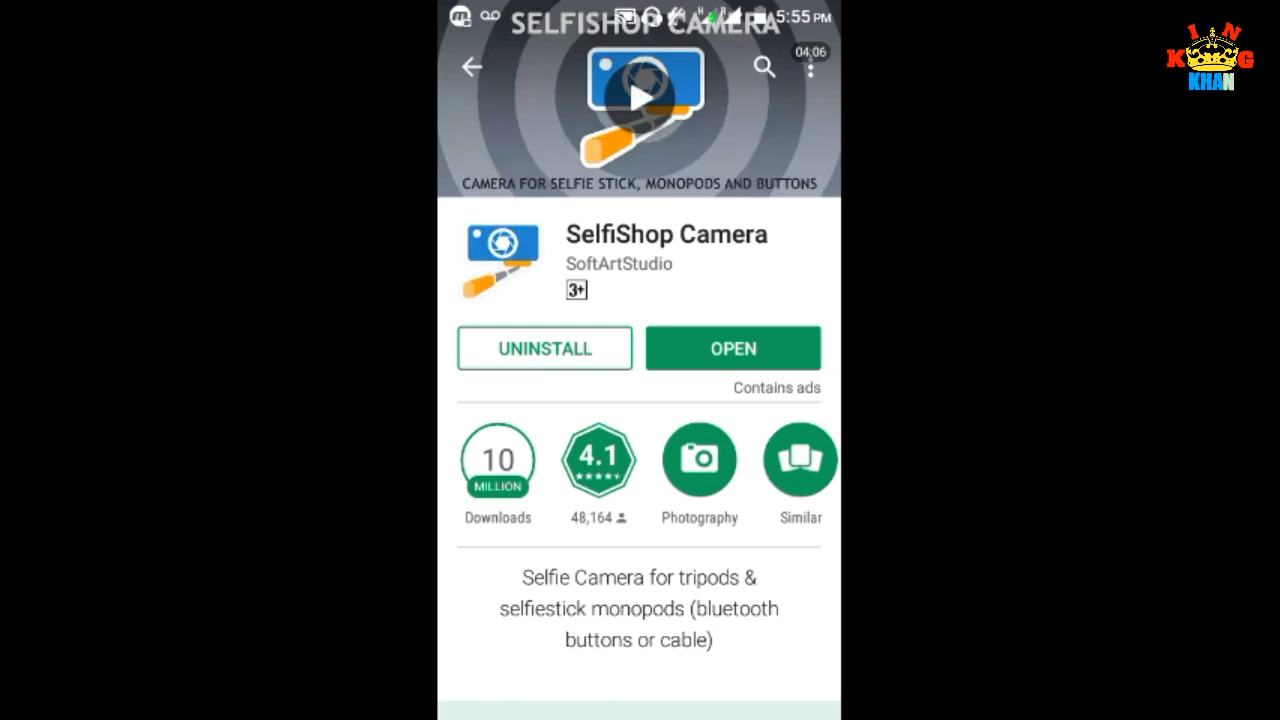 SELFISHOP CAMERA
5:55 PM
04:06
CAMERA FOR SELFIE STICK, MONOPODS AND BUTTONS
SelfiShop Camera
SoftArtStudio
3+
UNINSTALL
OPEN
Contains ads
10
MILLION
4.1
Downloads
48,164
Photography
Similar
Selfie Camera for tripods &
selfiestick monopods (bluetooth
buttons or cable)
KING
KHAN